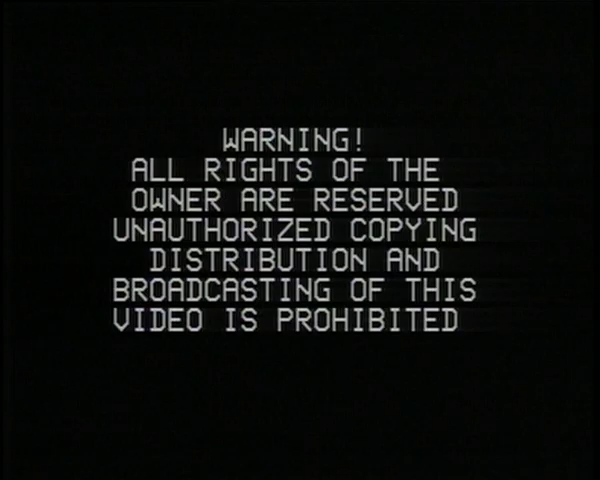 WARNING!
ALL RIGHTS OF THE
OWNER ARE RESERVED
UNAUTHORIZED COPYING
DISTRIBUTION AND
BROADCASTING OF THIS
VIDEO IS PROHIBITED